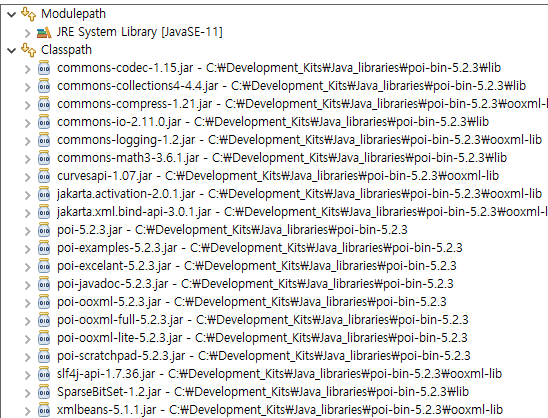 Modulepath
JRE System Library [JavaSE-11]
Classpath
commons-codec-1.15.jar - C:₩Development_Kits₩Java_libraries₩poi-bin-5.2.3₩lib
commons-collections4-4.4.jar - C:₩Development_Kits₩Java_libraries₩poi-bin-5.2.3₩lib
commons-compress-1.21.jar - C:₩Development_Kits₩Java_libraries₩poi-bin-5.2.3₩ooxml-l
commons-io-2.11.0.jar - C:₩Development_Kits₩Java_libraries₩poi-bin-5.2.3₩lib
commons-logging-1.2.jar - C:₩Development_Kits₩Java_libraries₩poi-bin-5.2.3₩ooxml-lib
commons-math3-3.6.1.jar - C:₩Development_Kits₩Java_libraries₩poi-bin-5.2.3₩lib
curvesapi-1.07.jar - C:₩Development_Kits₩Java_libraries₩poi-bin-5.2.3₩ooxml-lib
jakarta.activation-2.0.1.jar - C:₩Development_Kits₩Java_libraries₩poi-bin-5.2.3₩ooxml-lib
jakarta.xml.bind-api-3.0.1.jar - C:₩Development_Kits₩Java_libraries₩poi-bin-5.2.3₩ooxml-lib
poi-5.2.3.jar - C:₩Development_Kits₩Java_libraries₩poi-bin-5.2.3
poi-examples-5.2.3.jar - C:₩Development_Kits₩Java_libraries₩poi-bin-5.2.3
poi-excelant-5.2.3.jar - C:₩Development_Kits₩Java_libraries₩poi-bin-5.2.3
poi-javadoc-5.2.3.jar - C:₩Development_Kits₩Java_libraries₩poi-bin-5.2.3
poi-ooxml-5.2.3.jar - C:₩Development_Kits₩Java_libraries₩poi-bin-5.2.3
poi-ooxml-full-5.2.3.jar - C:₩Development_Kits₩Java_libraries₩poi-bin-5.2.3
poi-ooxml-lite-5.2.3.jar - C:₩Development_Kits₩Java_libraries₩poi-bin-5.2.3
poi-scratchpad-5.2.3.jar - C:₩Development_Kits₩Java_libraries₩poi-bin-5.2.3
slf4j-api-1.7.36.jar - C:₩Development_Kits₩Java_libraries₩poi-bin-5.2.3₩lib
SparseBitSet-1.2.jar - C:₩Development_Kits₩Java_libraries₩poi-bin-5.2.3₩lib
xmlbeans-5.1.1.jar - C:₩Development_Kits₩Java_libraries₩poi-bin-5.2.3₩ooxml-lib